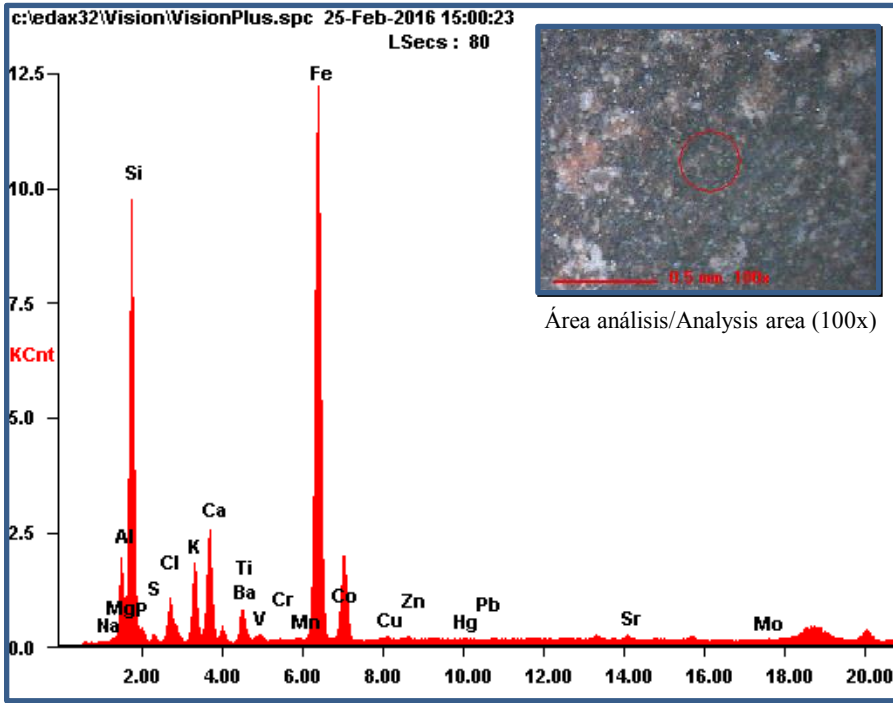 c:\edax32\Vision\VisionPlus.spc 25-Feb-2016 15:00:23
LSecs : 80
12.5
10.0
7.5
KCnt
5.0
2.5
0.0
Fe
Si
Al
Mg
P
Na
S
Cl
K
Ca
Ti
Ba
V
Cr
Mn
Co
Cu
Zn
Hg
Pb
Sr
Mo
2.00 4.00 6.00 8.00 10.00 12.00 14.00 16.00 18.00 20.00
0.5 mm 100x
Área análisis/Analysis area (100x)